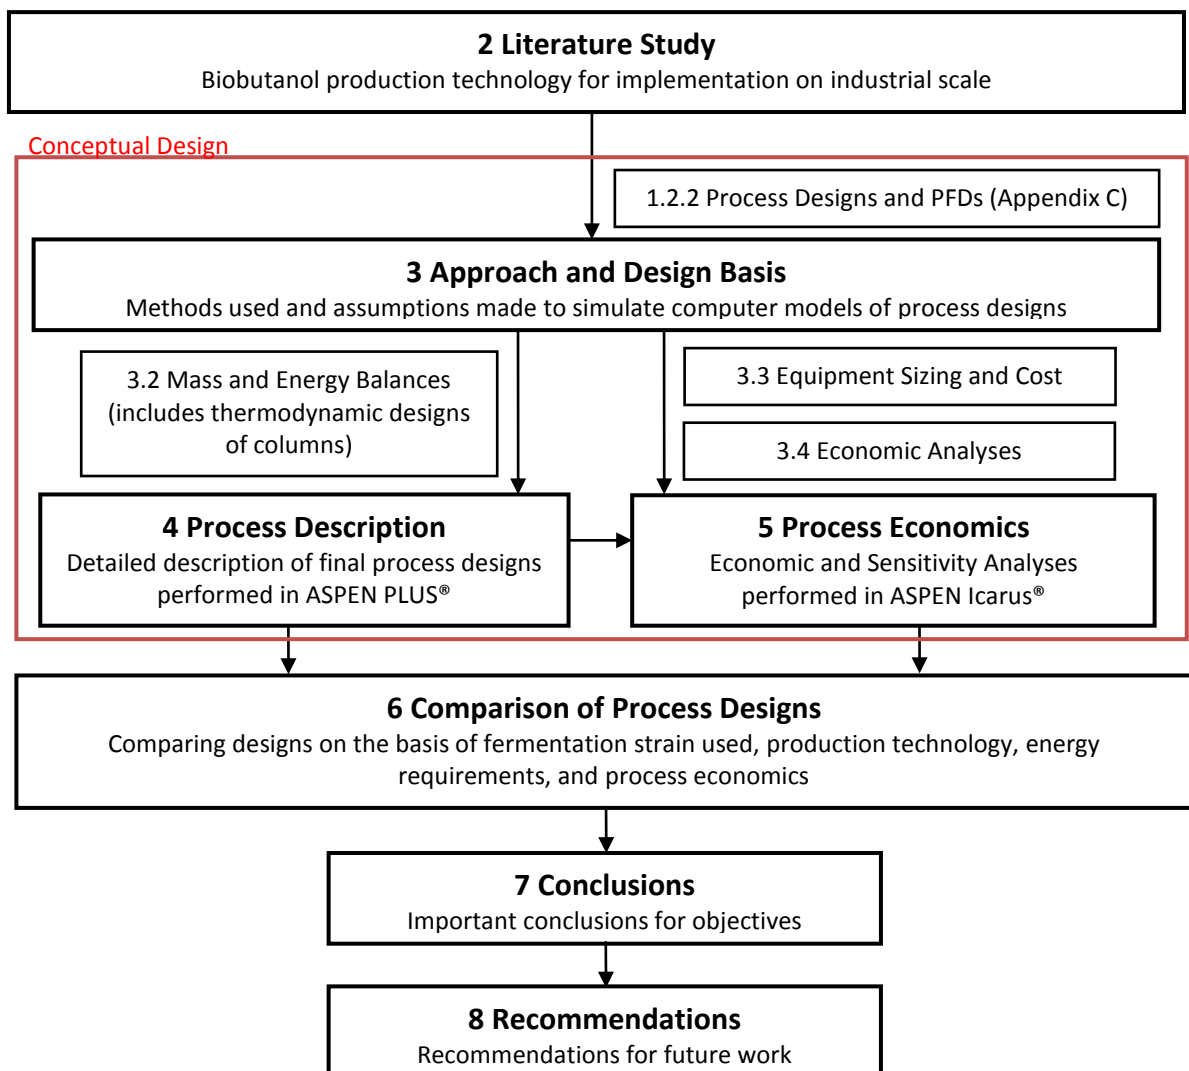 2 Literature Study
Biobutanol production technology for implementation on industrial scale
Conceptual Design
1.2.2 Process Designs and PFDs (Appendix C)
3 Approach and Design Basis
Methods used and assumptions made to simulate computer models of process designs
3.2 Mass and Energy Balances
(includes thermodynamic designs
of columns)
3.3 Equipment Sizing and Cost
3.4 Economic Analyses
4 Process Description
Detailed description of final process designs
performed in ASPEN PLUS®
5 Process Economics
Economic and Sensitivity Analyses
performed in ASPEN Icarus®
6 Comparison of Process Designs
Comparing designs on the basis of fermentation strain used, production technology, energy
requirements, and process economics
7 Conclusions
Important conclusions for objectives
8 Recommendations
Recommendations for future work